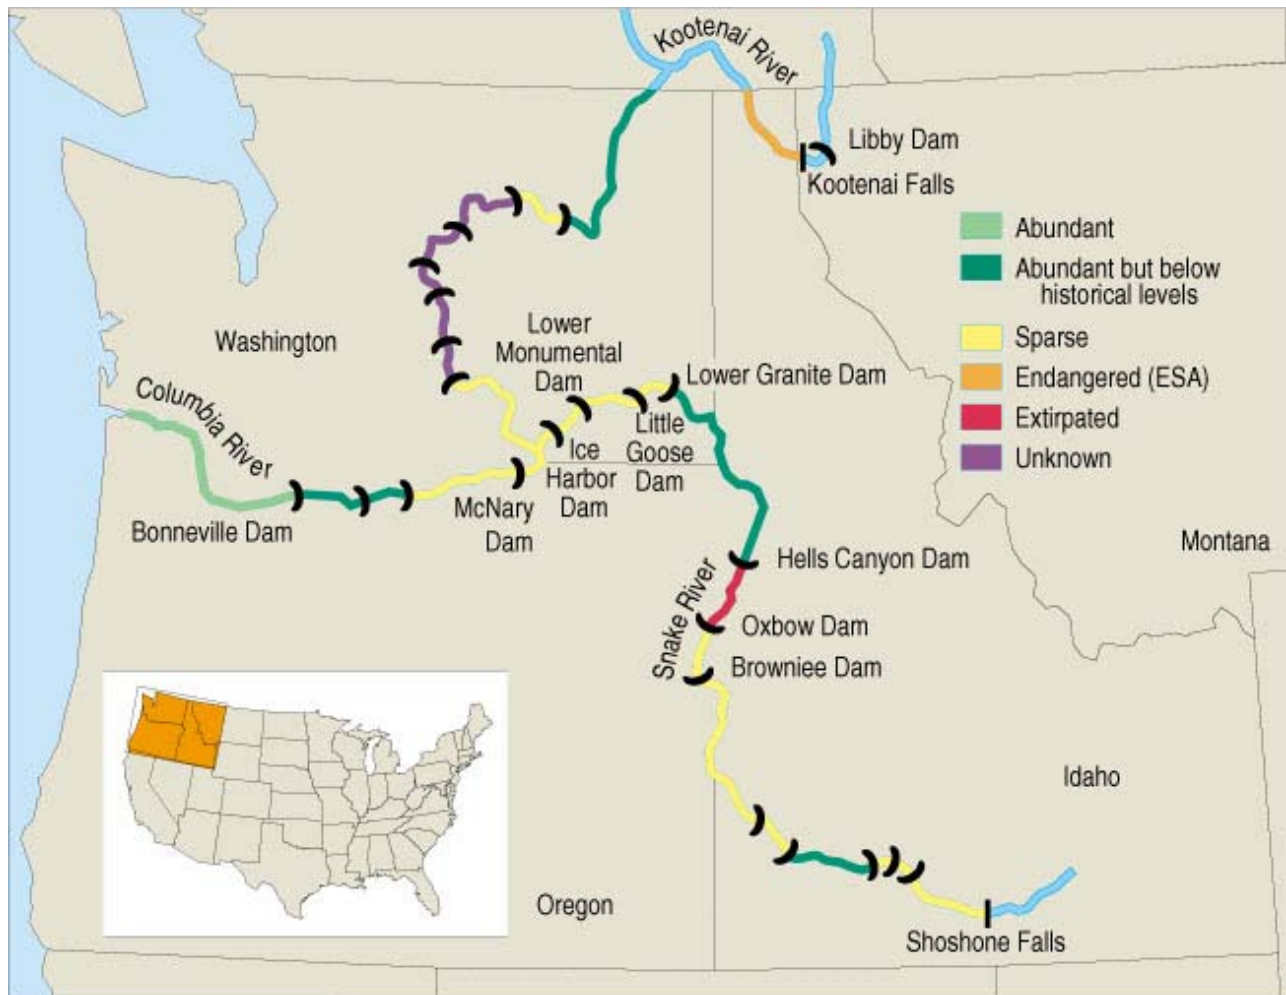 Kootenai River
Libby Dam
Kootenai Falls
Abundant
Abundant but below
historical levels
Sparse
Endangered (ESA)
Extirpated
Unknown
Washington
Lower
Monumental
Dam
Lower Granite Dam
Columbia River
Little
Goose
Dam
Ice
Harbor
Dam
McNary
Dam
Bonneville Dam
Montana
Hells Canyon Dam
Snake River
Oxbow Dam
Browniee Dam
Idaho
Oregon
Shoshone Falls